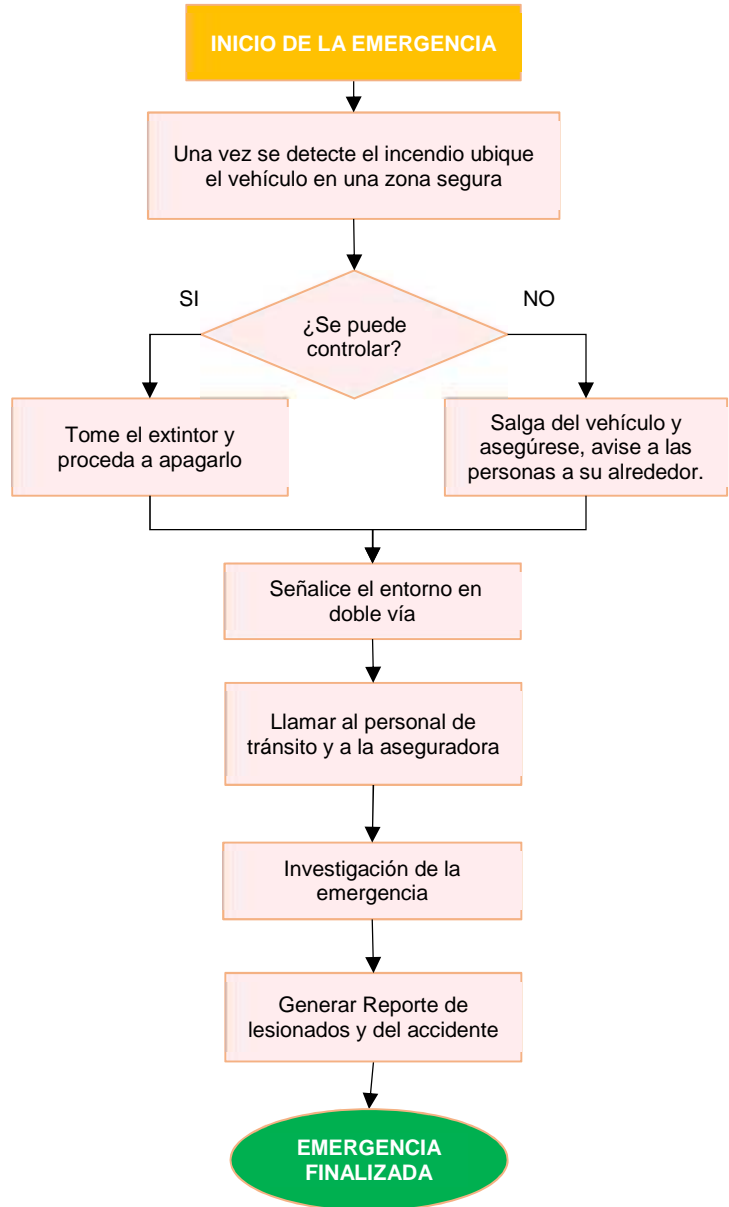 INICIO DE LA EMERGENCIA
Una vez se detecte el incendio ubique
el vehículo en una zona segura
SI
NO
¿Se puede
controlar?
Tome el extintor y
proceda a apagarlo
Salga del vehículo y
asegúrese, avise a las
personas a su alrededor.
Señalice el entorno en
doble vía
Llamar al personal de
tránsito y a la aseguradora
Investigación de la
emergencia
Generar Reporte de
lesionados y del accidente
EMERGENCIA
FINALIZADA